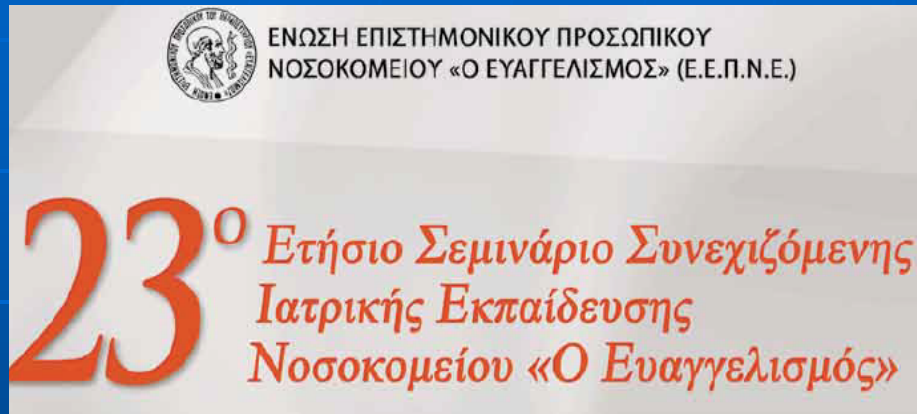 ΕΝΩΣΗ ΕΠΙΣΤΗΜΟΝΙΚΟΥ ΠΡΟΣΩΠΙΚΟΥ
ΝΟΣΟΚΟΜΕΙΟΥ «Ο ΕΥΑΓΓΕΛΙΣΜΟΣ» (Ε.Ε.Π.Ν.Ε.)
23ο Ετήσιο Σεμινάριο Συνεχιζόμενης
Ιατρικής Εκπαίδευσης
Νοσοκομείου «Ο Ευαγγελισμός»